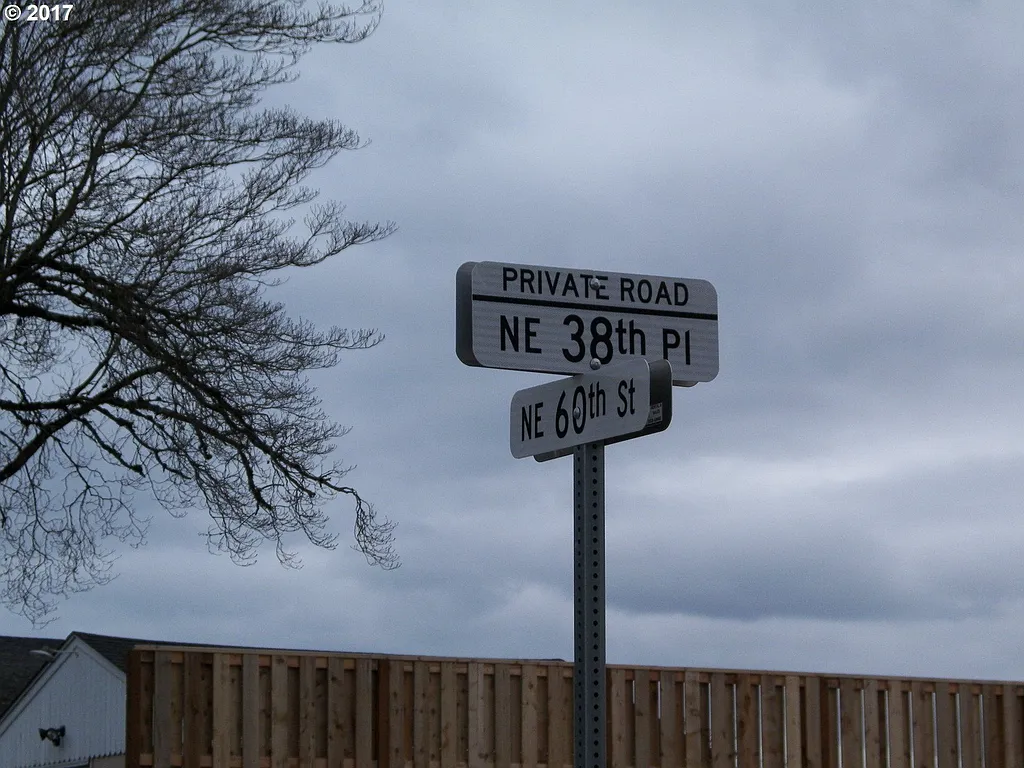 © 2017
PRIVATE ROAD
NE 38th Pl
NE 60th St